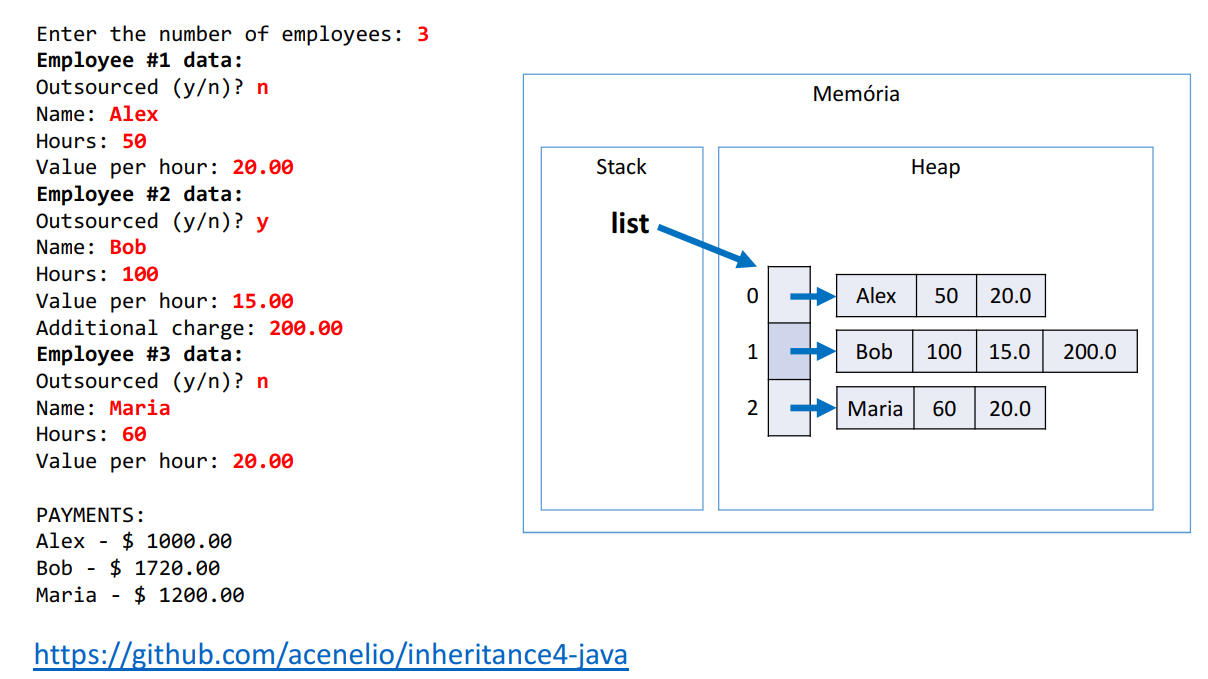 Enter the number of employees: 3
Employee #1 data:
Outsourced (y/n)? n
Name: Alex
Hours: 50
Value per hour: 20.00
Employee #2 data:
Outsourced (y/n)? y
Name: Bob
Hours: 100
Value per hour: 15.00
Additional charge: 200.00
Employee #3 data:
Outsourced (y/n)? n
Name: Maria
Hours: 60
Value per hour: 20.00
PAYMENTS:
Alex - $ 1000.00
Bob - $ 1720.00
Maria - $ 1200.00
https://github.com/acenelio/inheritance4-java
Memória
Stack
Heap
list
0 Alex 50 20.0
1 Bob 100 15.0 200.0
2 Maria 60 20.0